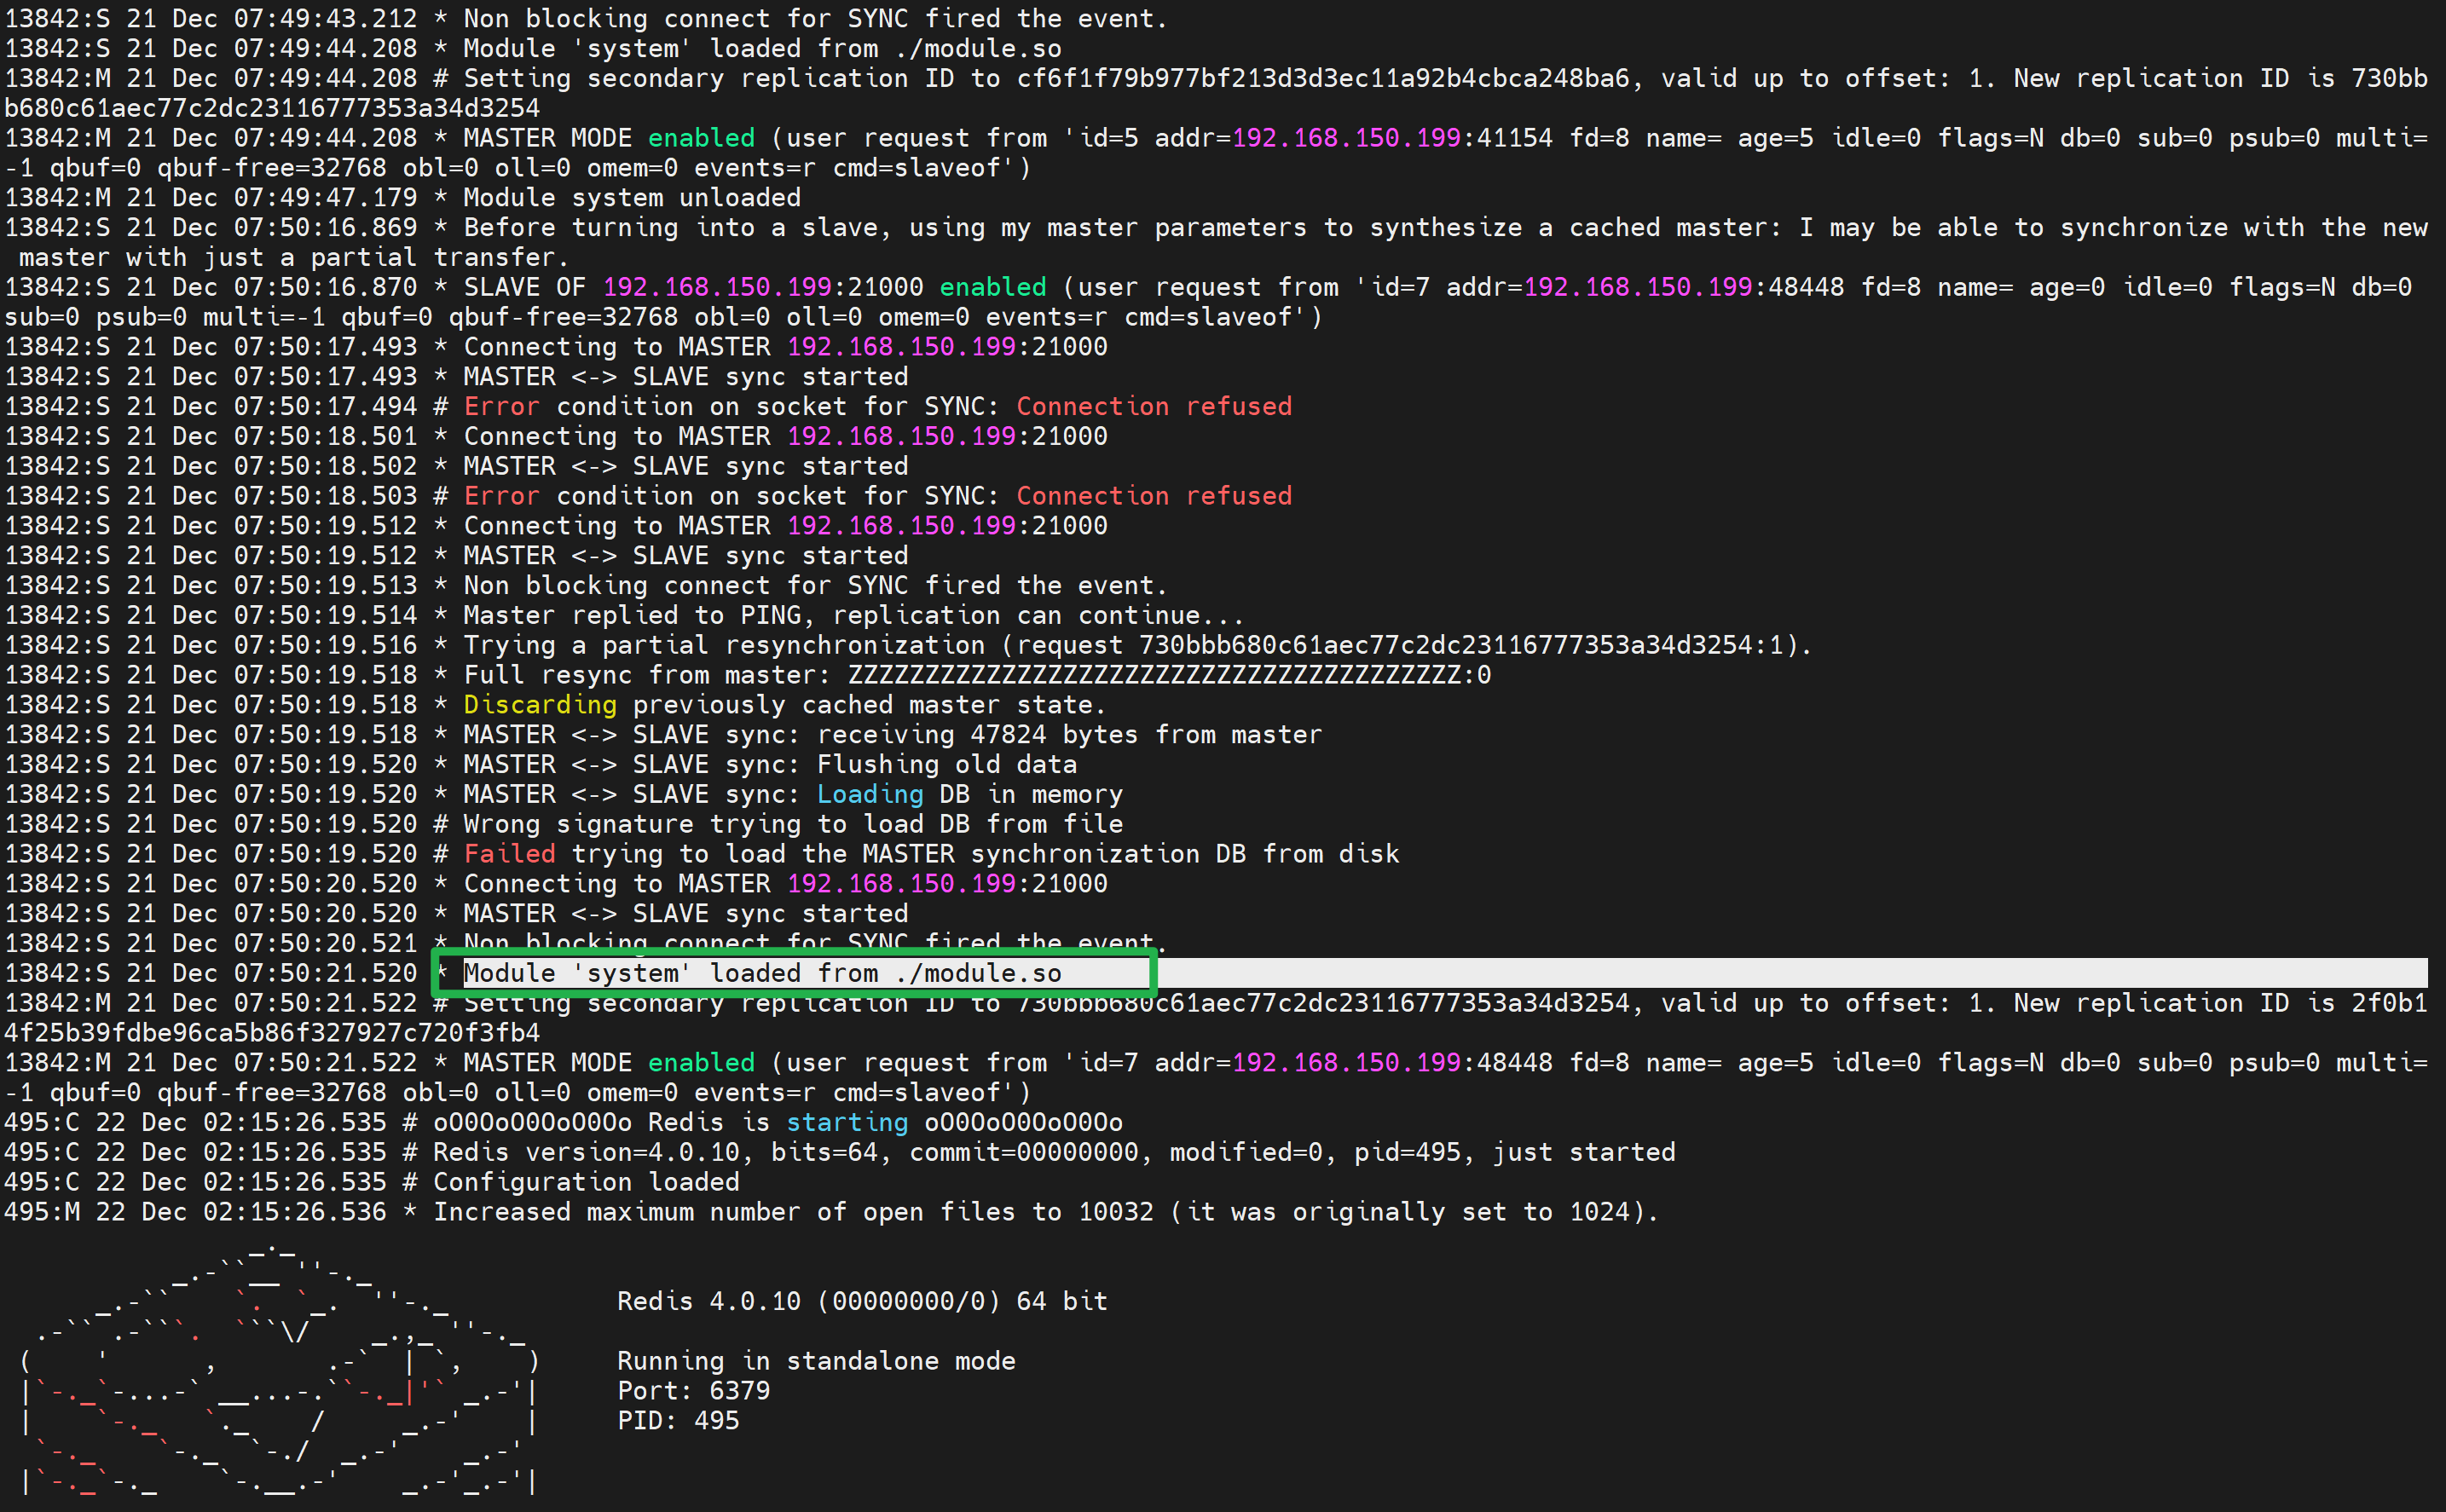 13842:S 21 Dec 07:49:43.212 * Non blocking connect for SYNC fired the event.
13842:S 21 Dec 07:49:44.208 * Module 'system' loaded from ./module.so
13842:M 21 Dec 07:49:44.208 # Setting secondary replication ID to cf6f1f79b977bf213d3d3ec11a92b4cbca248ba6, valid up to offset: 1. New replication ID is 730bb
b680c61aec77c2dc23116777353a34d3254
13842:M 21 Dec 07:49:44.208 * MASTER MODE enabled (user request from 'id=5 addr=192.168.150.199:41154 fd=8 name= age=5 idle=0 flags=N db=0 sub=0 psub=0 multi=
-1 qbuf=0 qbuf-free=32768 obl=0 oll=0 omem=0 events=r cmd=slaveof')
13842:M 21 Dec 07:49:47.179 * Module system unloaded
13842:S 21 Dec 07:50:16.869 * Before turning into a slave, using my master parameters to synthesize a cached master: I may be able to synchronize with the new
 master with just a partial transfer.
13842:S 21 Dec 07:50:16.870 * SLAVE OF 192.168.150.199:21000 enabled (user request from 'id=7 addr=192.168.150.199:48448 fd=8 name= age=0 idle=0 flags=N db=0
sub=0 psub=0 multi=-1 qbuf=0 qbuf-free=32768 obl=0 oll=0 omem=0 events=r cmd=slaveof')
13842:S 21 Dec 07:50:17.493 * Connecting to MASTER 192.168.150.199:21000
13842:S 21 Dec 07:50:17.493 * MASTER <-> SLAVE sync started
13842:S 21 Dec 07:50:17.494 # Error condition on socket for SYNC: Connection refused
13842:S 21 Dec 07:50:18.501 * Connecting to MASTER 192.168.150.199:21000
13842:S 21 Dec 07:50:18.502 * MASTER <-> SLAVE sync started
13842:S 21 Dec 07:50:18.503 # Error condition on socket for SYNC: Connection refused
13842:S 21 Dec 07:50:19.512 * Connecting to MASTER 192.168.150.199:21000
13842:S 21 Dec 07:50:19.512 * MASTER <-> SLAVE sync started
13842:S 21 Dec 07:50:19.513 * Non blocking connect for SYNC fired the event.
13842:S 21 Dec 07:50:19.514 * Master replied to PING, replication can continue...
13842:S 21 Dec 07:50:19.516 * Trying a partial resynchronization (request 730bbb680c61aec77c2dc23116777353a34d3254:1).
13842:S 21 Dec 07:50:19.518 * Full resync from master: ZZZZZZZZZZZZZZZZZZZZZZZZZZZZZZZZZZZZZZZZ:0
13842:S 21 Dec 07:50:19.518 * Discarding previously cached master state.
13842:S 21 Dec 07:50:19.518 * MASTER <-> SLAVE sync: receiving 47824 bytes from master
13842:S 21 Dec 07:50:19.520 * MASTER <-> SLAVE sync: Flushing old data
13842:S 21 Dec 07:50:19.520 * MASTER <-> SLAVE sync: Loading DB in memory
13842:S 21 Dec 07:50:19.520 # Wrong signature trying to load DB from file
13842:S 21 Dec 07:50:19.520 # Failed trying to load the MASTER synchronization DB from disk
13842:S 21 Dec 07:50:20.520 * Connecting to MASTER 192.168.150.199:21000
13842:S 21 Dec 07:50:20.520 * MASTER <-> SLAVE sync started
13842:S 21 Dec 07:50:20.521 * Non blocking connect for SYNC fired the event.
13842:S 21 Dec 07:50:21.520 * Module 'system' loaded from ./module.so
13842:M 21 Dec 07:50:21.522 # Setting secondary replication ID to 730bbb680c61aec77c2dc23116777353a34d3254, valid up to offset: 1. New replication ID is 2f0b1
4f25b39fdbe96ca5b86f327927c720f3fb4
13842:M 21 Dec 07:50:21.522 * MASTER MODE enabled (user request from 'id=7 addr=192.168.150.199:48448 fd=8 name= age=5 idle=0 flags=N db=0 sub=0 psub=0 multi=
-1 qbuf=0 qbuf-free=32768 obl=0 oll=0 omem=0 events=r cmd=slaveof')
495:C 22 Dec 02:15:26.535 # oO0OoO0OoO0Oo Redis is starting oO0OoO0OoO0Oo
495:C 22 Dec 02:15:26.535 # Redis version=4.0.10, bits=64, commit=00000000, modified=0, pid=495, just started
495:C 22 Dec 02:15:26.535 # Configuration loaded
495:M 22 Dec 02:15:26.536 * Increased maximum number of open files to 10032 (it was originally set to 1024).
Redis 4.0.10 (00000000/0) 64 bit
Running in standalone mode
Port: 6379
PID: 495